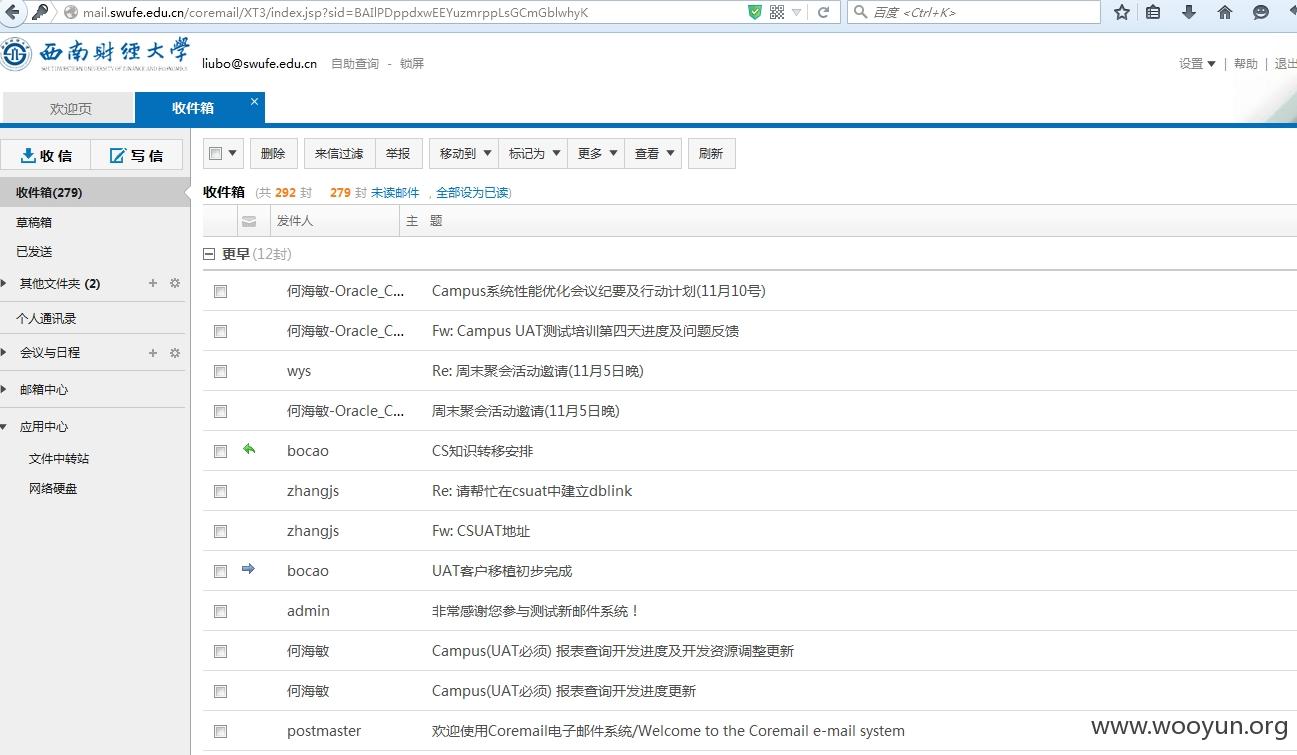 mail.swufe.edu.cn/coremail/XT3/index.jsp?sid=BAIlPDppdxwEEYuzmrppLsGCmGblwhyK
百度 <Ctrl+K>
西南财经大学
SOUTHWESTERN UNIVERSITY OF FINANCE AND ECONOMICS
liubo@swufe.edu.cn 自助查询 - 锁屏
设置 | 帮助 | 退出
欢迎页 收件箱
收信 写信
删除 来信过滤 举报 移动到 标记为 更多 查看 刷新
收件箱(279)
草稿箱
已发送
其他文件夹 (2)
个人通讯录
会议与日程
邮箱中心
应用中心
文件中转站
网络硬盘
收件箱 (共 292 封 279 封 未读邮件 , 全部设为已读)
发件人 主 题
更早 (12封)
何海敏-Oracle_C... Campus系统性能优化会议纪要及行动计划(11月10号)
何海敏-Oracle_C... Fw: Campus UAT测试培训第四天进度及问题反馈
wys Re: 周末聚会活动邀请(11月5日晚)
何海敏-Oracle_C... 周末聚会活动邀请(11月5日晚)
bocao CS知识转移安排
zhangjs Re: 请帮忙在csuat中建立dblink
zhangjs Fw: CSUAT地址
bocao UAT客户移植初步完成
admin 非常感谢您参与测试新邮件系统！
何海敏 Campus(UAT必须) 报表查询开发进度及开发资源调整更新
何海敏 Campus(UAT必须) 报表查询开发进度更新
postmaster 欢迎使用Coremail电子邮件系统/Welcome to the Coremail e-mail system
www.wooyun.org